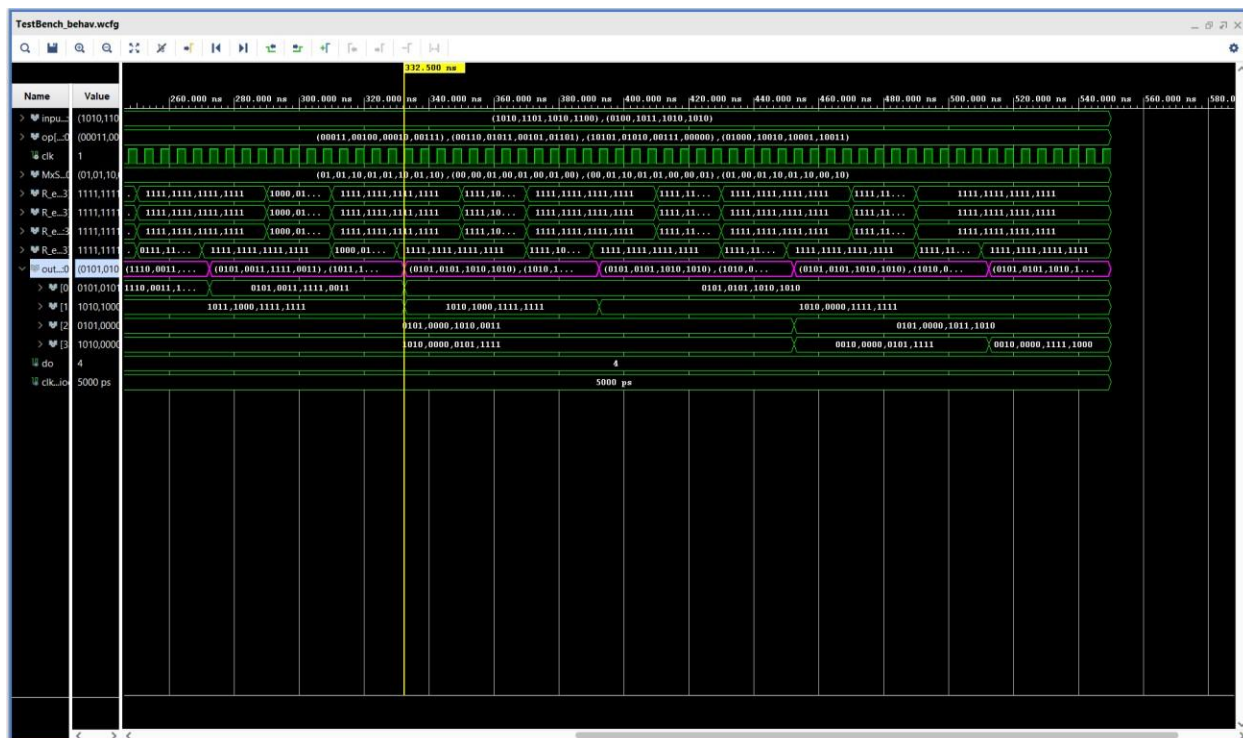 TestBench_behav.wcfg
332.500 ns
Name Value
260.000 ns 280.000 ns 300.000 ns 320.000 ns 340.000 ns 360.000 ns 380.000 ns 400.000 ns 420.000 ns 440.000 ns 460.000 ns 480.000 ns 500.000 ns 520.000 ns 540.000 ns 560.000 ns 580.0
inpu... (1010,110 (1010,1101,1010,1100),(0100,1011,1010,1010)
op[...:0 (00011,00 (00011,00100,00010,00111),(00110,01011,00101,01101),(10101,01010,00111,00000),(01000,10010,10001,10011)
clk 1
MxS...0 (01,01,10, (01,01,10,01,01,10,01,10),(00,00,01,00,01,00,01,00),(00,01,10,01,01,00,00,01),(01,00,01,10,01,10,00,10)
R_e...3 1111,1111 1111,1111,1111,1111 1000,01... 1111,1111,1111,1111 1111,10... 1111,1111,1111,1111 1111,11... 1111,1111,1111,1111 1111,11... 1111,1111,1111,1111
R_e...3 1111,1111 1111,1111,1111,1111 1000,01... 1111,1111,1111,1111 1111,10... 1111,1111,1111,1111 1111,11... 1111,1111,1111,1111 1111,11... 1111,1111,1111,1111
R_e...3 1111,1111 1111,1111,1111,1111 1000,01... 1111,1111,1111,1111 1111,10... 1111,1111,1111,1111 1111,11... 1111,1111,1111,1111 1111,11... 1111,1111,1111,1111
R_e...3 1111,1111 0111,11... 1111,1111,1111,1111 1000,01... 1111,1111,1111,1111 1111,10... 1111,1111,1111,1111 1111,11... 1111,1111,1111,1111 1111,11... 1111,1111,1111,1111
out...:0 (0101,010 (1110,0011,... (0101,0011,1111,0011),(1011,1... (0101,0101,1010,1010),(1010,1... (0101,0101,1010,1010),(1010,0... (0101,0101,1010,1010),(1010,0... (0101,0101,1010,1...
[0 0101,0101 1110,0011,1... 0101,0011,1111,0011 0101,0101,1010,1010
[1 1010,1000 1011,1000,1111,1111 1010,1000,1111,1111 1010,0000,1111,1111
[2 0101,0000 0101,0000,1010,0011 0101,0000,1011,1010
[3 1010,0000 1010,0000,0101,1111 0010,0000,0101,1111 0010,0000,1111,1000
do 4 4
clk...io 5000 ps 5000 ps